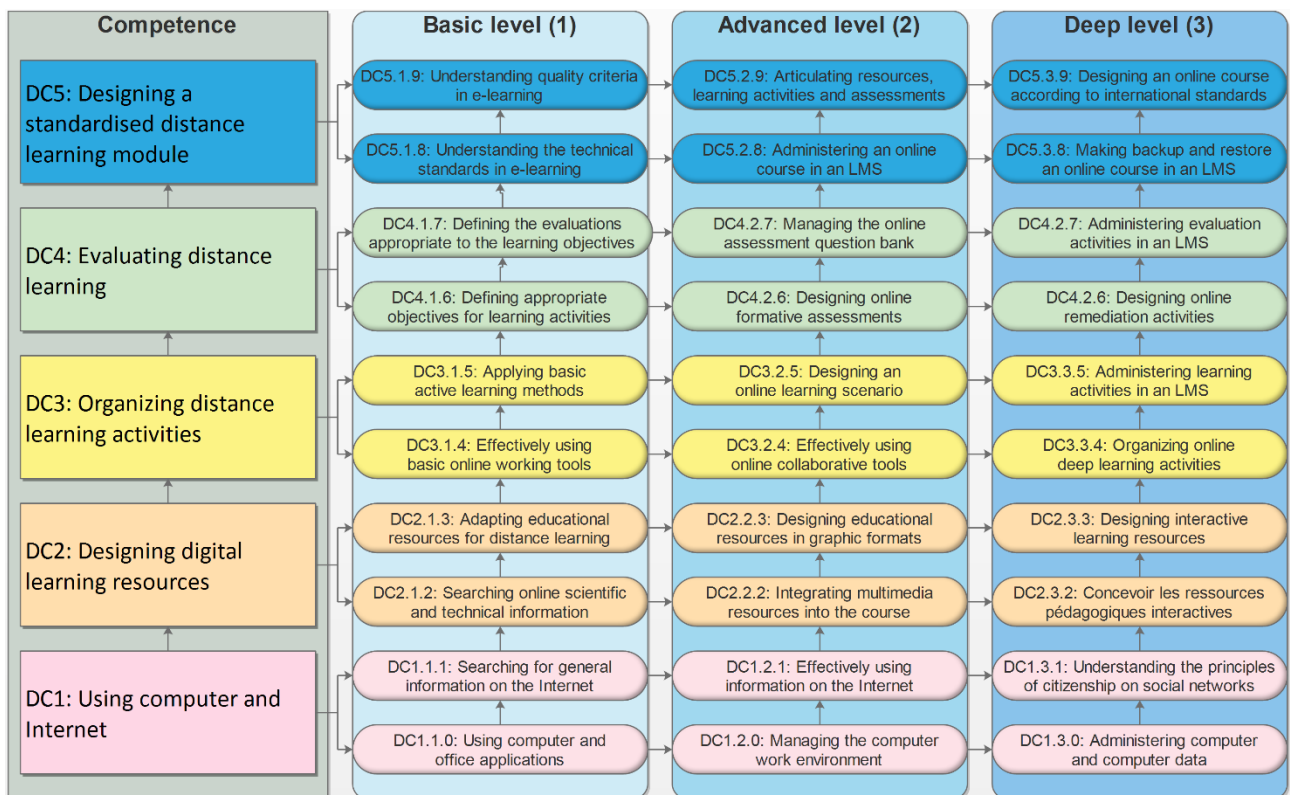 Competence
Basic level (1)
Advanced level (2)
Deep level (3)
DC5: Designing a
standardised distance
learning module
DC5.1.9: Understanding quality criteria
in e-learning
DC5.2.9: Articulating resources,
learning activities and assessments
DC5.3.9: Designing an online course
according to international standards
DC5.1.8: Understanding the technical
standards in e-learning
DC5.2.8: Administering an online
course in an LMS
DC5.3.8: Making backup and restore
an online course in an LMS
DC4: Evaluating distance
learning
DC4.1.7: Defining the evaluations
appropriate to the learning objectives
DC4.2.7: Managing the online
assessment question bank
DC4.2.7: Administering evaluation
activities in an LMS
DC4.1.6: Defining appropriate
objectives for learning activities
DC4.2.6: Designing online
formative assessments
DC4.2.6: Designing online
remediation activities
DC3: Organizing distance
learning activities
DC3.1.5: Applying basic
active learning methods
DC3.2.5: Designing an
online learning scenario
DC3.3.5: Administering learning
activities in an LMS
DC3.1.4: Effectively using
basic online working tools
DC3.2.4: Effectively using
online collaborative tools
DC3.3.4: Organizing online
deep learning activities
DC2: Designing digital
learning resources
DC2.1.3: Adapting educational
resources for distance learning
DC2.2.3: Designing educational
resources in graphic formats
DC2.3.3: Designing interactive
learning resources
DC2.1.2: Searching online scientific
and technical information
DC2.2.2: Integrating multimedia
resources into the course
DC2.3.2: Concevoir les ressources
pédagogiques interactives
DC1: Using computer and
Internet
DC1.1.1: Searching for general
information on the Internet
DC1.2.1: Effectively using
information on the Internet
DC1.3.1: Understanding the principles
of citizenship on social networks
DC1.1.0: Using computer and
office applications
DC1.2.0: Managing the computer
work environment
DC1.3.0: Administering computer
and computer data